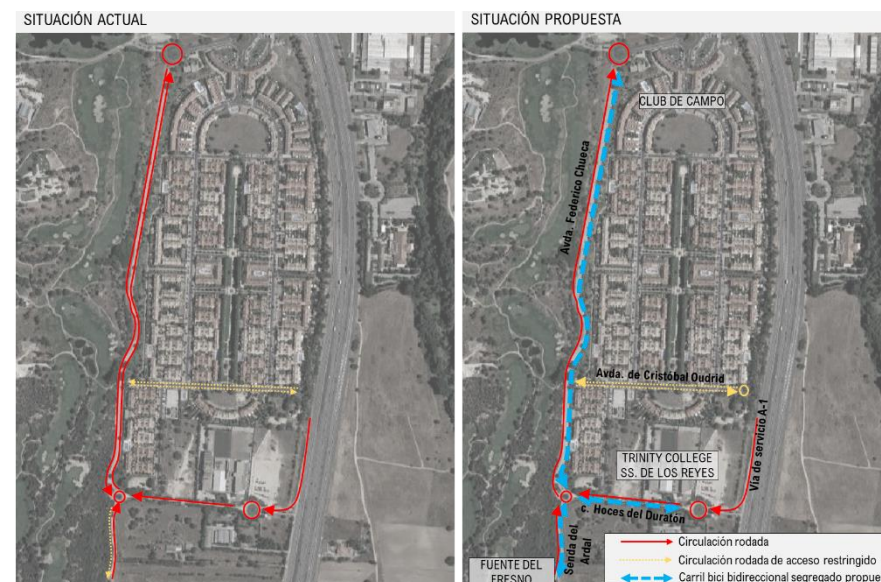 SITUACIÓN ACTUAL
SITUACIÓN PROPUESTA
CLUB DE CAMPO
Avda. Federico Chueca
Avda. de Cristóbal Oudrid
Vía de servicio A-1
TRINITY COLLEGE
SS. DE LOS REYES
c. Hoces del Duratón
Senda del
Ardal
FUENTE DEL
FRESNO
Circulación rodada
Circulación rodada de acceso restringido
Carril bici bidireccional segregado propue